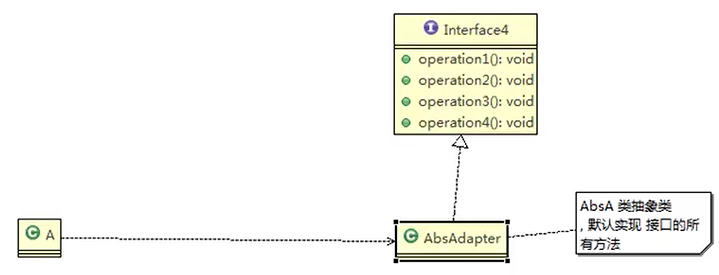 Interface4
operation1(): void
operation2(): void
operation3(): void
operation4(): void
A
AbsAdapter
AbsA 类抽象类
, 默认实现 接口的所
有方法